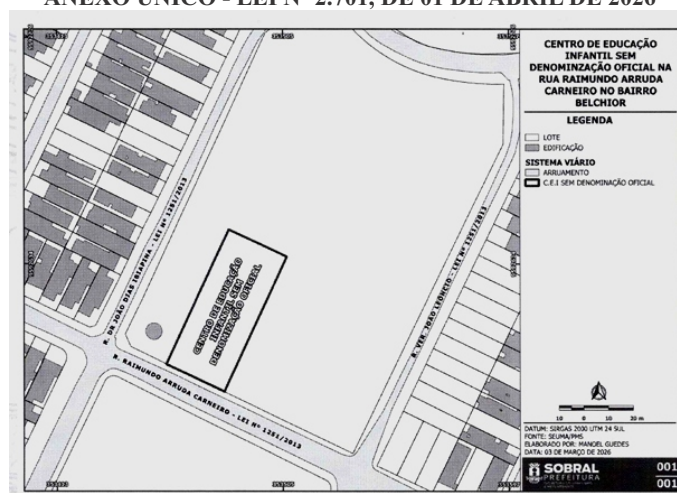 ANEXO ÚNICO - LEI Nº 2.701, DE 01 DE ABRIL DE 2026
CENTRO DE EDUCAÇÃO
INFANTIL SEM
DENOMINZAÇÃO OFICIAL NA
RUA RAIMUNDO ARRUDA
CARNEIRO NO BAIRRO
BELCHIOR
LEGENDA
LOTE
EDIFICAÇÃO
SISTEMA VIÁRIO
ARRUAMENTO
C.E.I SEM DENOMINAÇÃO OFICIAL
R. DR JOÃO DIAS IBIAPINA - LEI Nº 1251/2013
CENTRO DE EDUCAÇÃO
INFANTIL SEM
DENOMIZAÇÃO OFICIAL
R. VER. JOÃO LEÔNCIO - LEI Nº 1251/2013
R. RAIMUNDO ARRUDA CARNEIRO - LEI Nº 1251/2013
10 0 10 20 m
DATUM: SIRGAS 2000 UTM 24 SUL
FONTE: SEUMA/PMS
ELABORADO POR: MANOEL GUEDES
DATA: 03 DE MARÇO DE 2026
SOBRAL
PREFEITURA
001
001